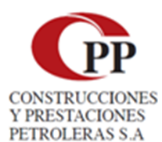 CPP
CONSTRUCCIONES
Y PRESTACIONES
PETROLERAS S.A